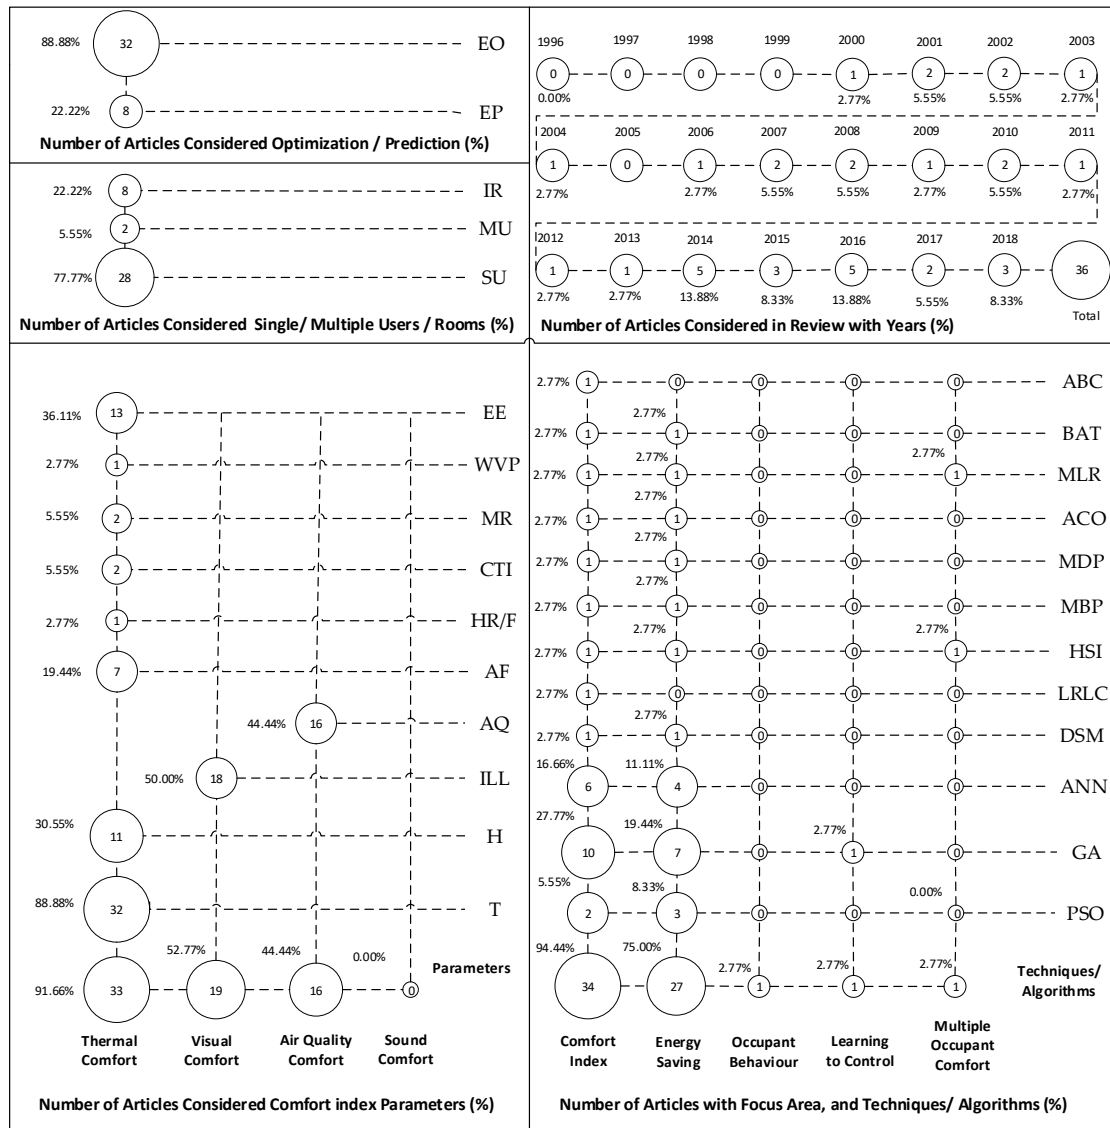 88.88% 32 EO
22.22% 8 EP
Number of Articles Considered Optimization / Prediction (%)
22.22% 8 IR
5.55% 2 MU
77.77% 28 SU
Number of Articles Considered Single/ Multiple Users / Rooms (%)
1996 1997 1998 1999 2000 2001 2002 2003
0 0 0 0 1 2 2 1
0.00% 2.77% 5.55% 5.55% 2.77%
2004 2005 2006 2007 2008 2009 2010 2011
1 0 1 2 2 1 2 1
2.77% 2.77% 5.55% 5.55% 2.77% 5.55% 2.77%
2012 2013 2014 2015 2016 2017 2018
1 1 5 3 5 2 3 36
2.77% 2.77% 13.88% 8.33% 13.88% 5.55% 8.33% Total
Number of Articles Considered in Review with Years (%)
36.11% 13 EE
2.77% 1 WVP
5.55% 2 MR
5.55% 2 CTI
2.77% 1 HR/F
19.44% 7 AF
44.44% 16 AQ
50.00% 18 ILL
30.55% 11 H
88.88% 32 T
52.77% 44.44% 0.00% Parameters
91.66% 33 19 16 0
Thermal Visual Air Quality Sound
Comfort Comfort Comfort Comfort
Number of Articles Considered Comfort index Parameters (%)
2.77% 1 0 0 0 0 ABC
2.77%
2.77% 1 1 0 0 0 BAT
2.77% 2.77%
2.77% 1 1 0 0 1 MLR
2.77%
2.77% 1 1 0 0 0 ACO
2.77%
2.77% 1 1 0 0 0 MDP
2.77%
2.77% 1 1 0 0 0 MBP
2.77% 2.77%
2.77% 1 1 0 0 1 HSI
2.77% 1 0 0 0 0 LRLC
2.77%
2.77% 1 1 0 0 0 DSM
16.66% 11.11%
6 4 0 0 0 ANN
27.77% 19.44% 2.77%
10 7 0 1 0 GA
5.55% 8.33% 0.00%
2 3 0 0 0 PSO
94.44% 75.00% 2.77% 2.77% 2.77%
34 27 1 1 1 Techniques/
Algorithms
Comfort Energy Occupant Learning Multiple
Index Saving Behaviour to Control Occupant
Comfort
Number of Articles with Focus Area, and Techniques/ Algorithms (%)